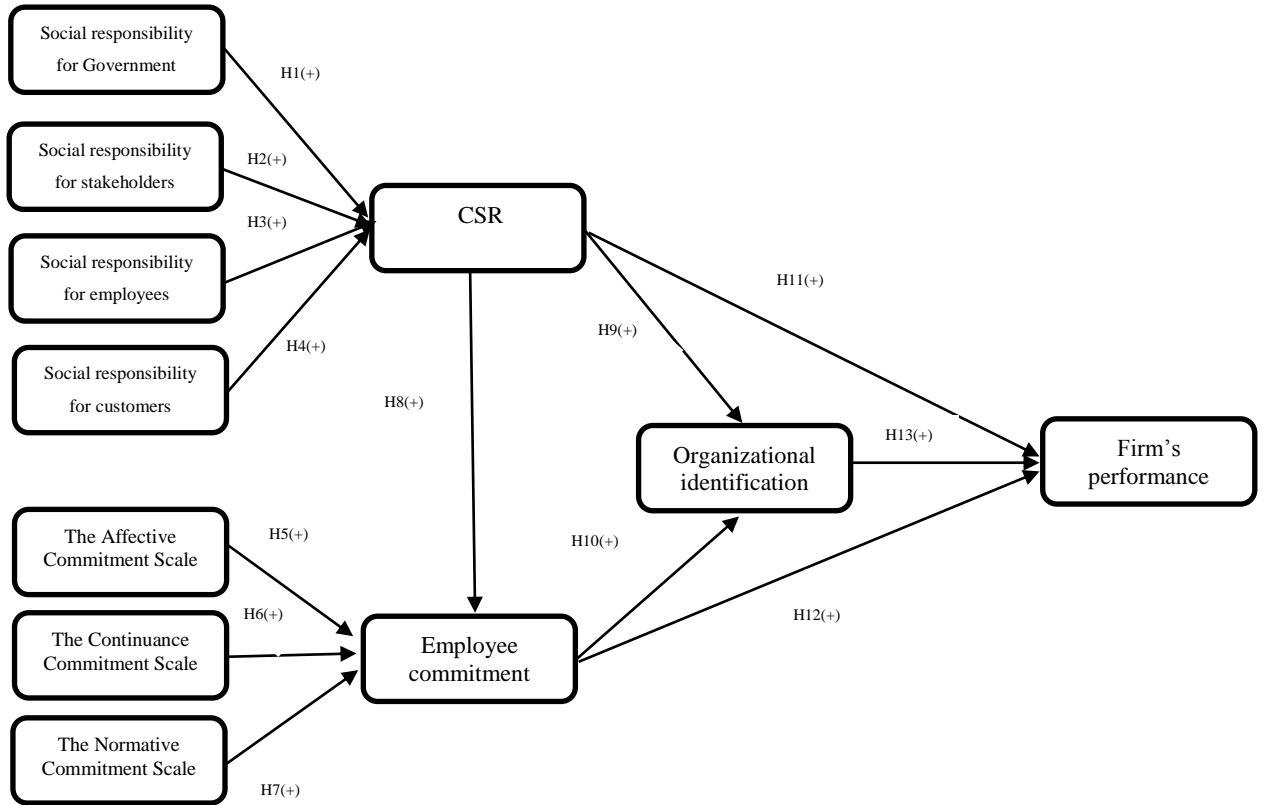 Social responsibility
for Government
H1(+)
Social responsibility
for stakeholders
H2(+)
H3(+)
Social responsibility
for employees
H4(+)
Social responsibility
for customers
CSR
H11(+)
H9(+)
H8(+)
Organizational
identification
H13(+)
Firm’s
performance
The Affective
Commitment Scale
H5(+)
H6(+)
The Continuance
Commitment Scale
The Normative
Commitment Scale
H7(+)
Employee
commitment
H10(+)
H12(+)